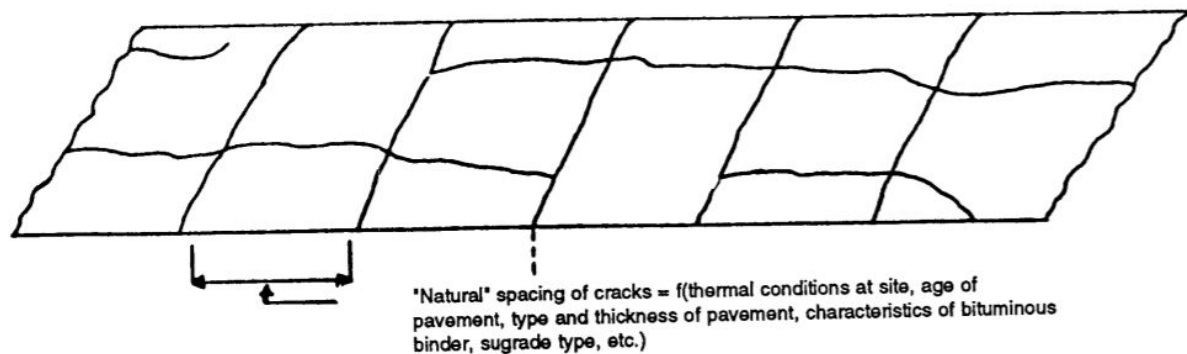 "Natural" spacing of cracks = f(thermal conditions at site, age of
pavement, type and thickness of pavement, characteristics of bituminous
binder, sugrade type, etc.)